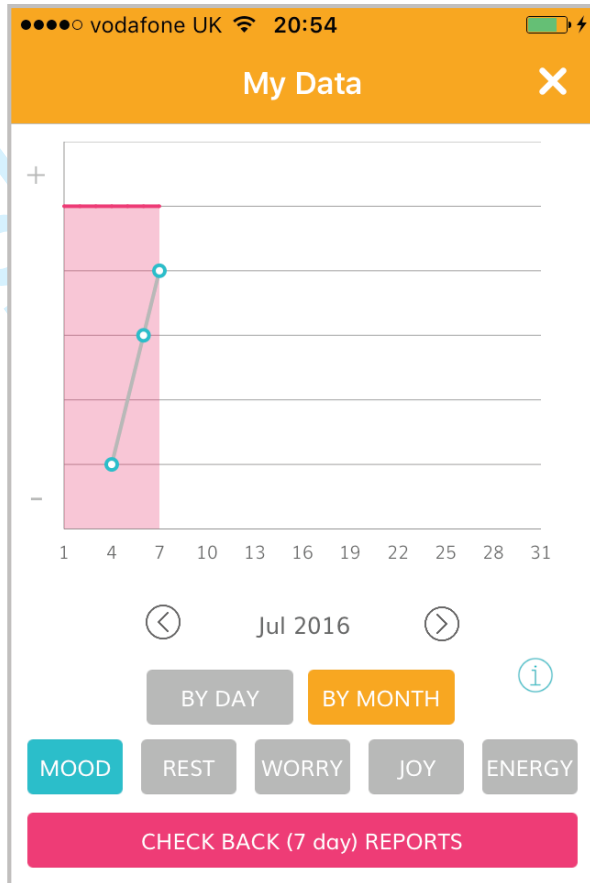 vodafone UK 20:54
My Data
+
-
1 4 7 10 13 16 19 22 25 28 31
Jul 2016
i
BY DAY BY MONTH
MOOD REST WORRY JOY ENERGY
CHECK BACK (7 day) REPORTS